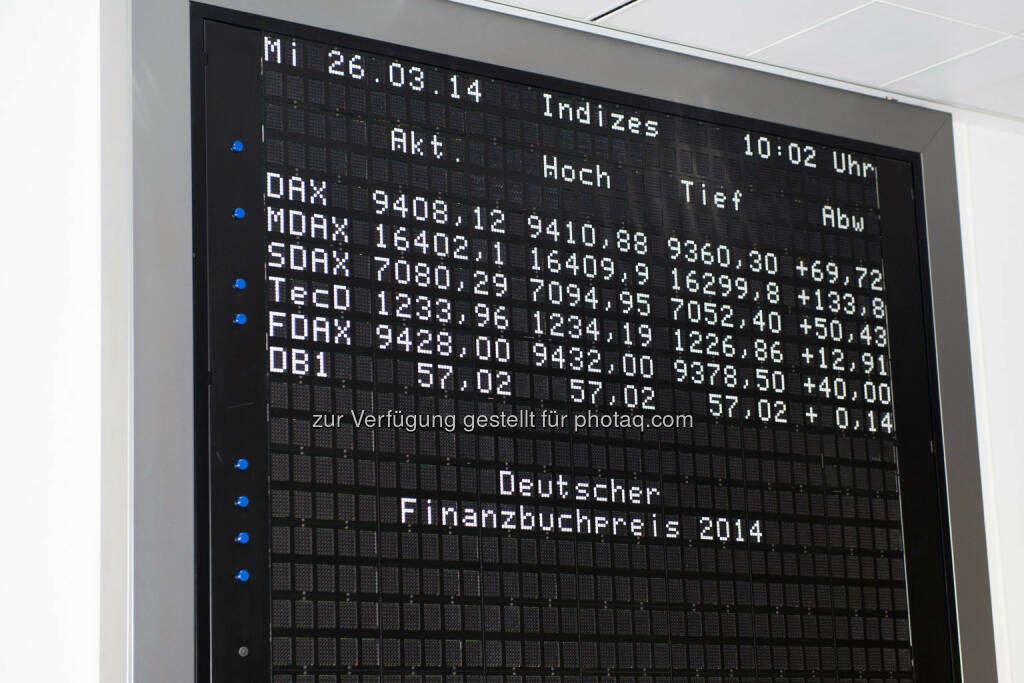 Mi 26.03.14 Indizes 10:02 Uhr
Akt. Hoch Tief Abw
DAX 9408,12 9410,88 9360,30 +69,72
MDAX 16402,1 16409,9 16299,8 +133,8
SDAX 7080,29 7094,95 7052,40 +50,43
TecD 1233,96 1234,19 1226,86 +12,91
FDAX 9428,00 9432,00 9378,50 +40,00
DB1 57,02 57,02 57,02 + 0,14
zur Verfügung gestellt für photaq.com
Deutscher
Finanzbuchpreis 2014